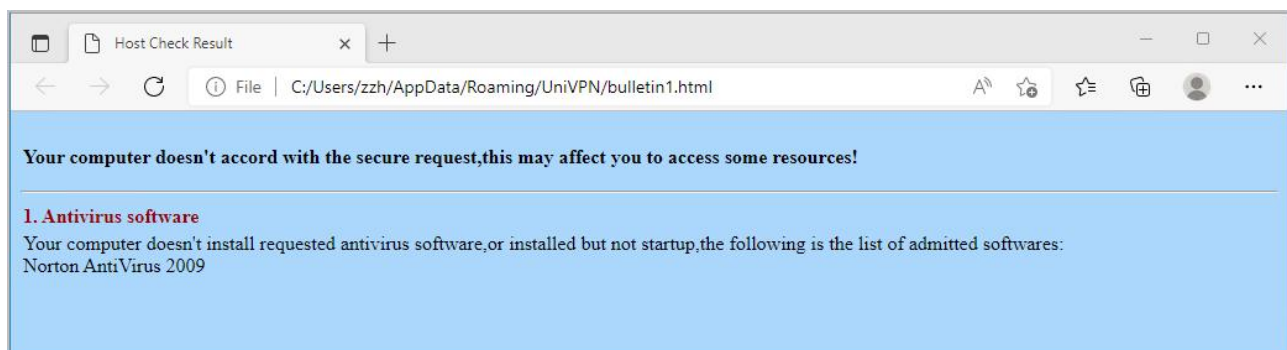 Host Check Result
File | C:/Users/zzh/AppData/Roaming/UniVPN/bulletin1.html
Your computer doesn't accord with the secure request,this may affect you to access some resources!
1. Antivirus software
Your computer doesn't install requested antivirus software,or installed but not startup,the following is the list of admitted softwares:
Norton AntiVirus 2009